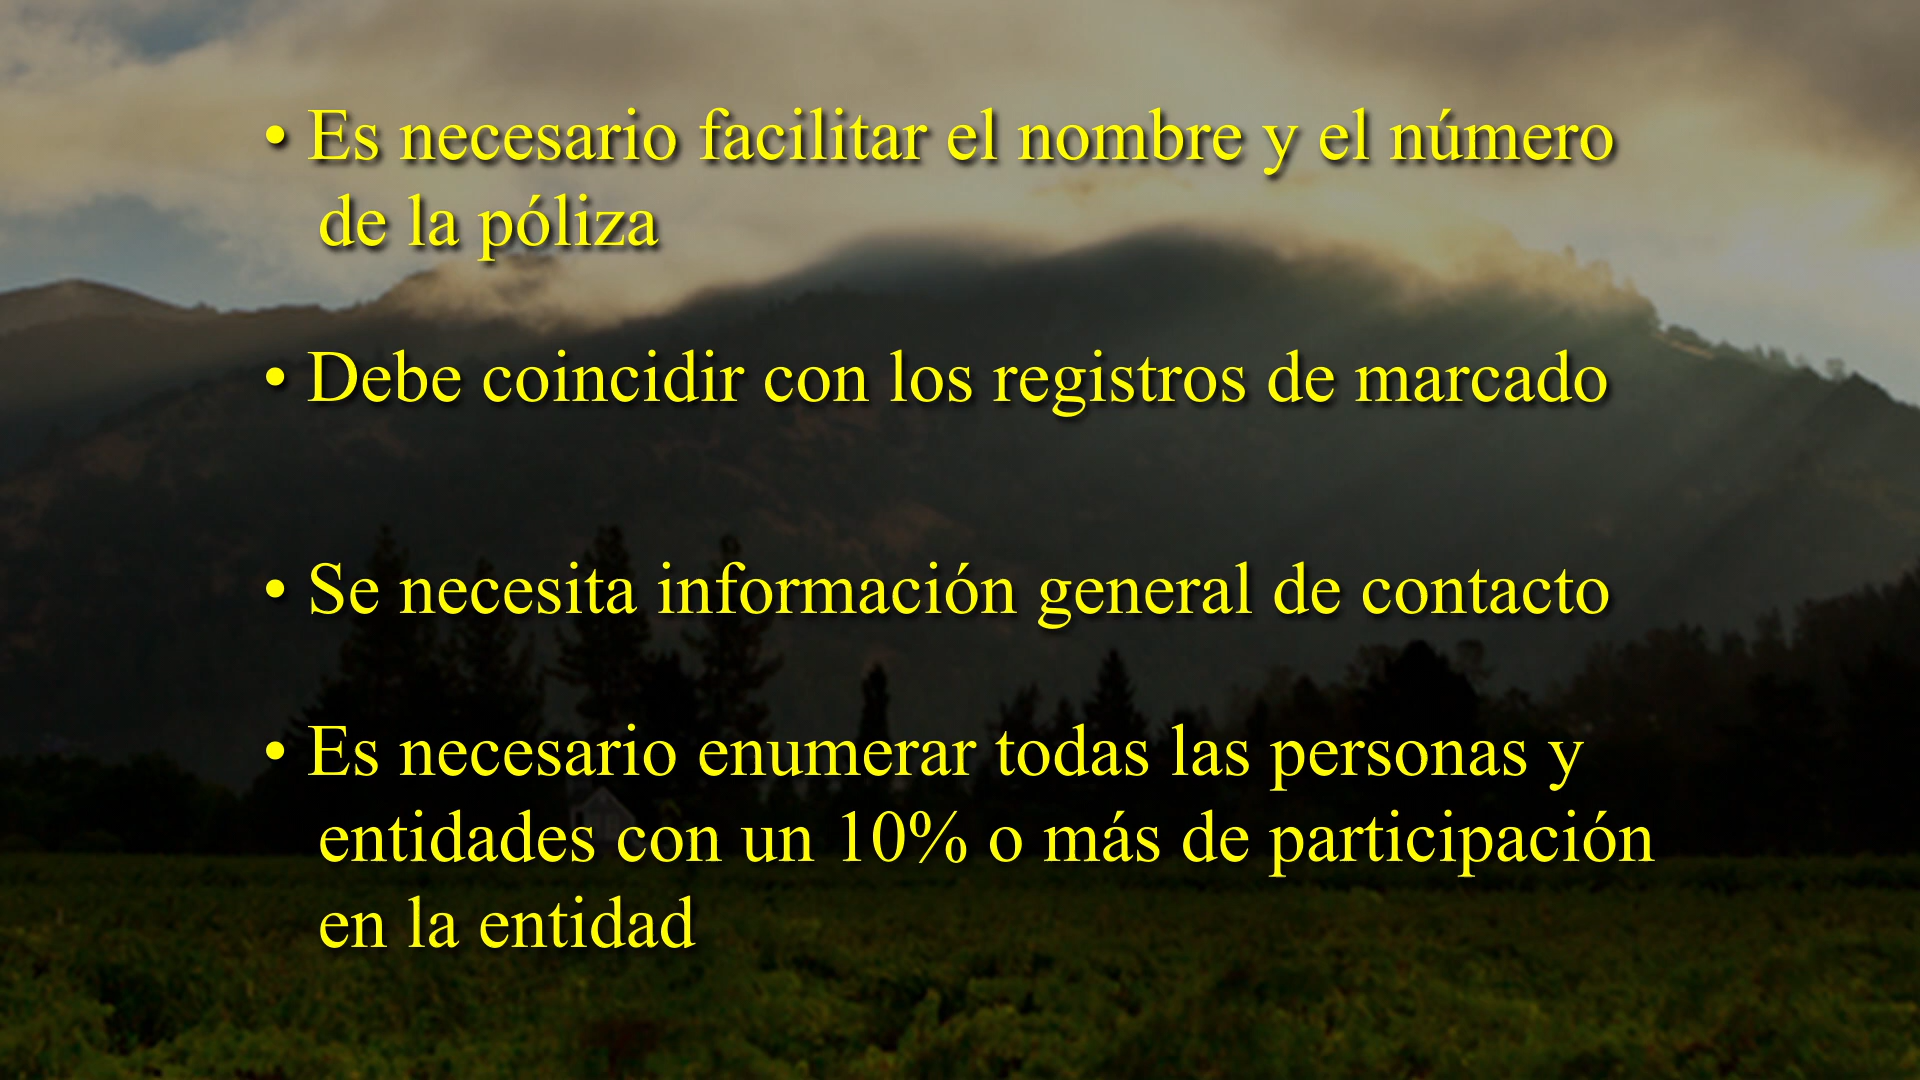 • Es necesario facilitar el nombre y el número
de la póliza
• Debe coincidir con los registros de marcado
• Se necesita información general de contacto
• Es necesario enumerar todas las personas y
entidades con un 10% o más de participación
en la entidad